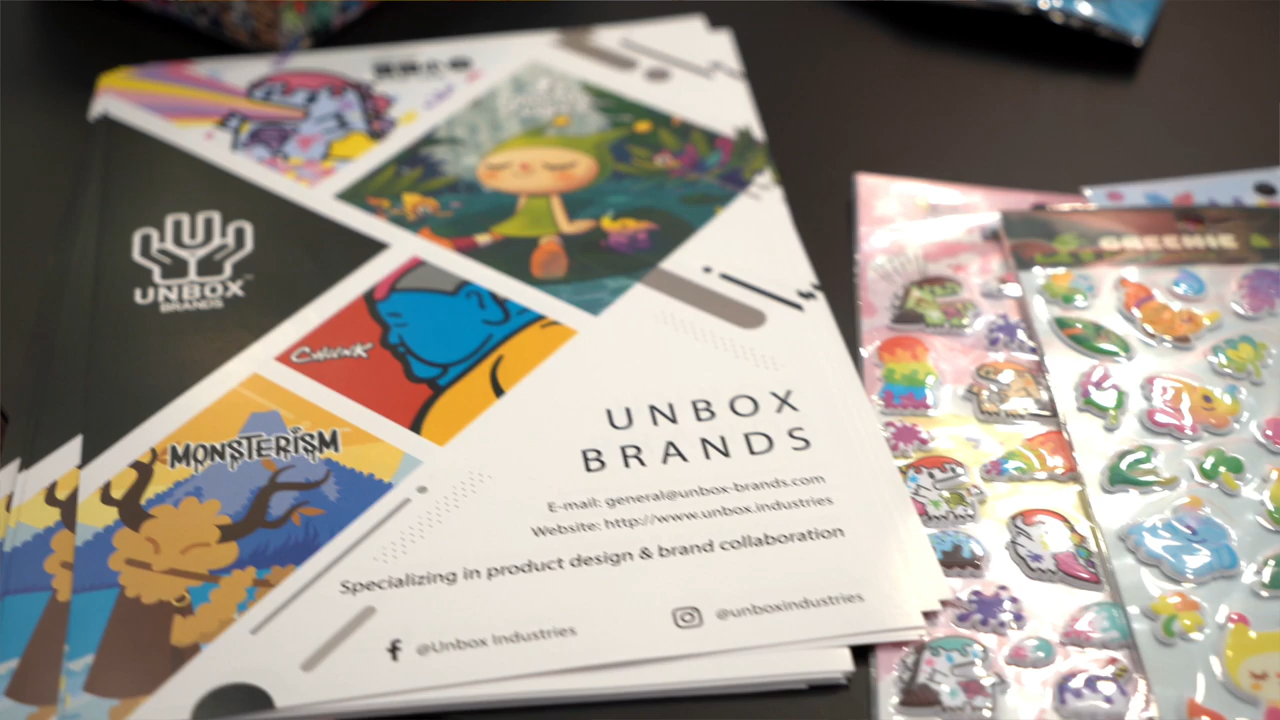 UNBOX
BRANDS
CHUNK
MONSTERISM
UNBOX
BRANDS
E-mail: general@unbox-brands.com
Website: http://www.unbox.industries
Specializing in product design & brand collaboration
@Unbox Industries
@unboxindustries
GREENIE